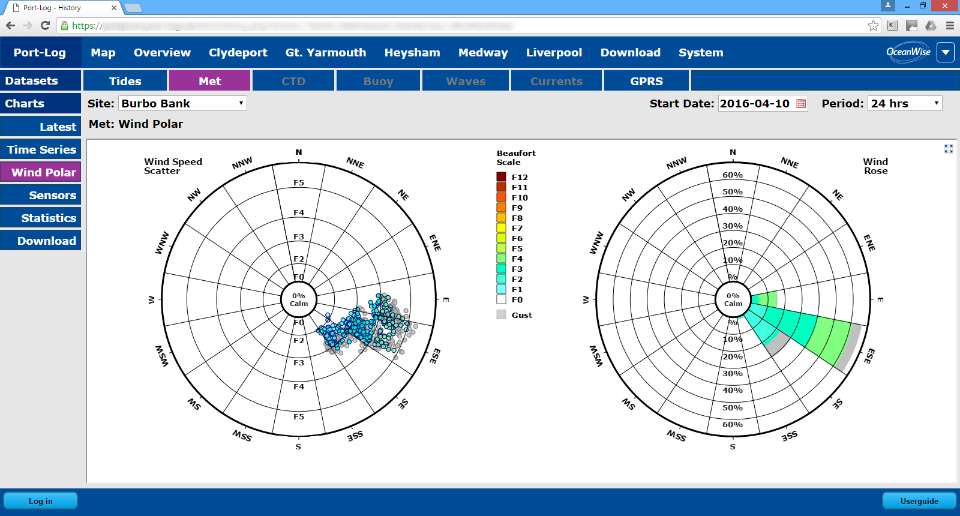 Port-Log - History
https://
Port-Log Map Overview Clydeport Gt. Yarmouth Heysham Medway Liverpool Download System OceanWise
Datasets Tides Met CTD Buoy Waves Currents GPRS
Charts Site: Burbo Bank Start Date: 2016-04-10 Period: 24 hrs
Latest Met: Wind Polar
Time Series
Wind Polar
Sensors
Statistics
Download
Wind Speed
Scatter
N
NNE
NE
ENE
E
ESE
SE
SSE
S
SSW
SW
WSW
W
WNW
NW
NNW
F5
F4
F3
F2
F0
0%
Calm
F0
F2
F3
F4
F5
Beaufort
Scale
F12
F11
F10
F9
F8
F7
F6
F5
F4
F3
F2
F1
F0
Gust
Wind
Rose
N
NNE
NE
ENE
E
ESE
SE
SSE
S
SSW
SW
WSW
W
WNW
NW
NNW
60%
50%
40%
30%
20%
10%
%
0%
Calm
%
10%
20%
30%
40%
50%
60%
Log in Userguide